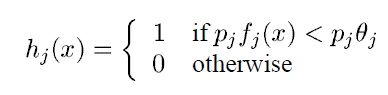 h_j(x) = { 1 if p_j f_j(x) < p_j θ_j
0 otherwise